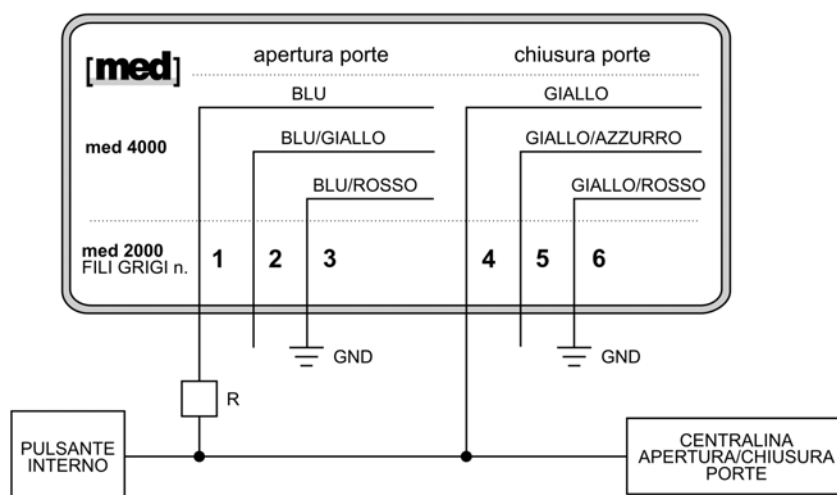 [med]
apertura porte
chiusura porte
BLU
GIALLO
med 4000
BLU/GIALLO
GIALLO/AZZURRO
BLU/ROSSO
GIALLO/ROSSO
med 2000
FILI GRIGI n.
1
2
3
4
5
6
GND
GND
R
PULSANTE
INTERNO
CENTRALINA
APERTURA/CHIUSURA
PORTE